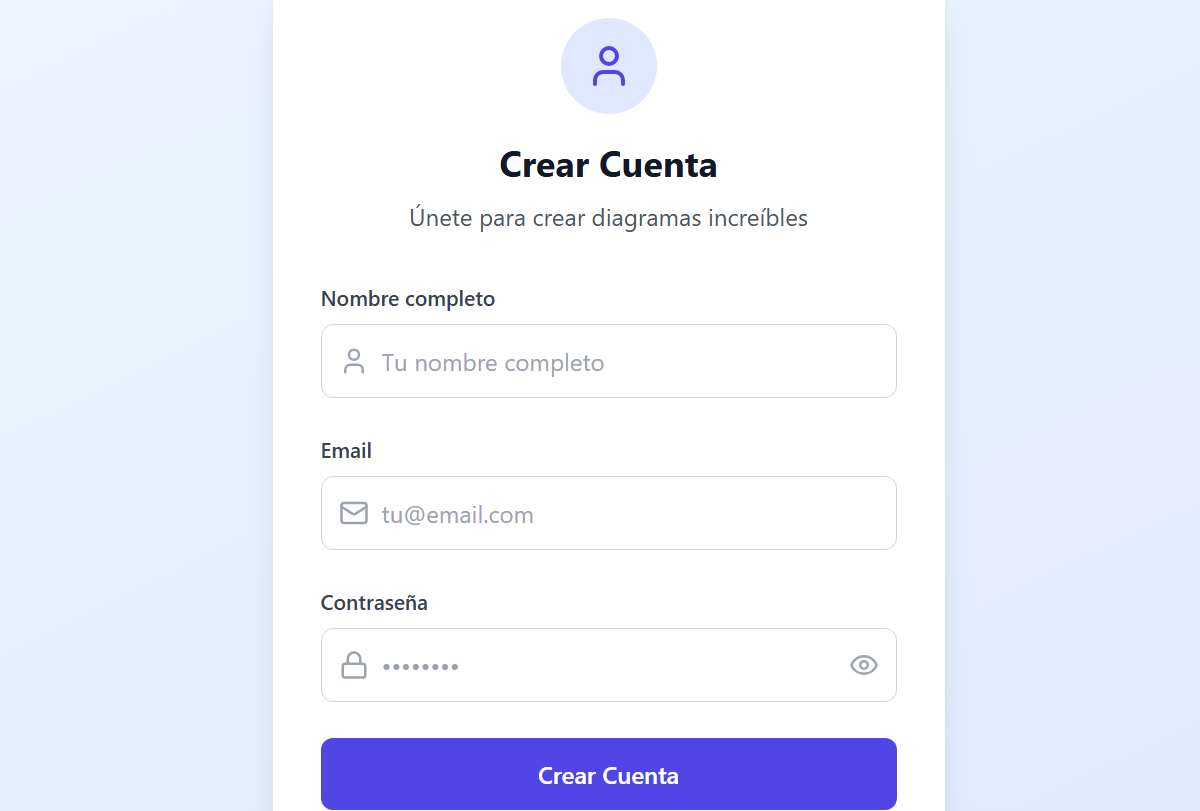 Crear Cuenta
Únete para crear diagramas increíbles
Nombre completo
Tu nombre completo
Email
tu@email.com
Contraseña
••••••••
Crear Cuenta